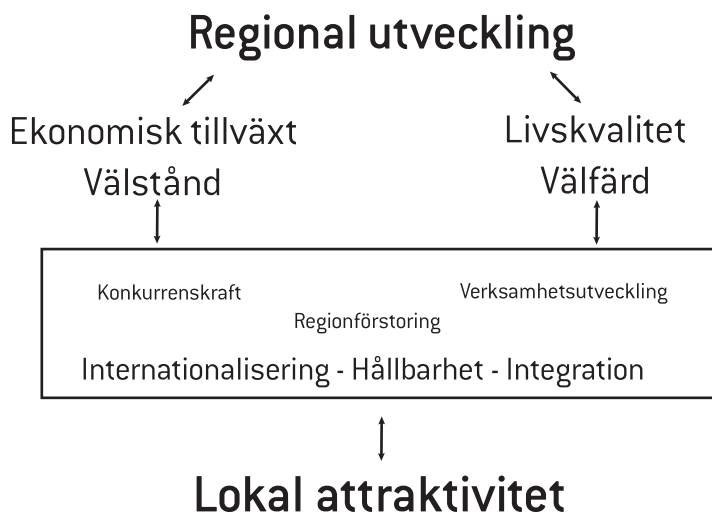 Regional utveckling
Ekonomisk tillväxt
Välstånd
Livskvalitet
Välfärd
Konkurrenskraft
Verksamhetsutveckling
Regionförstoring
Internationalisering - Hållbarhet - Integration
Lokal attraktivitet